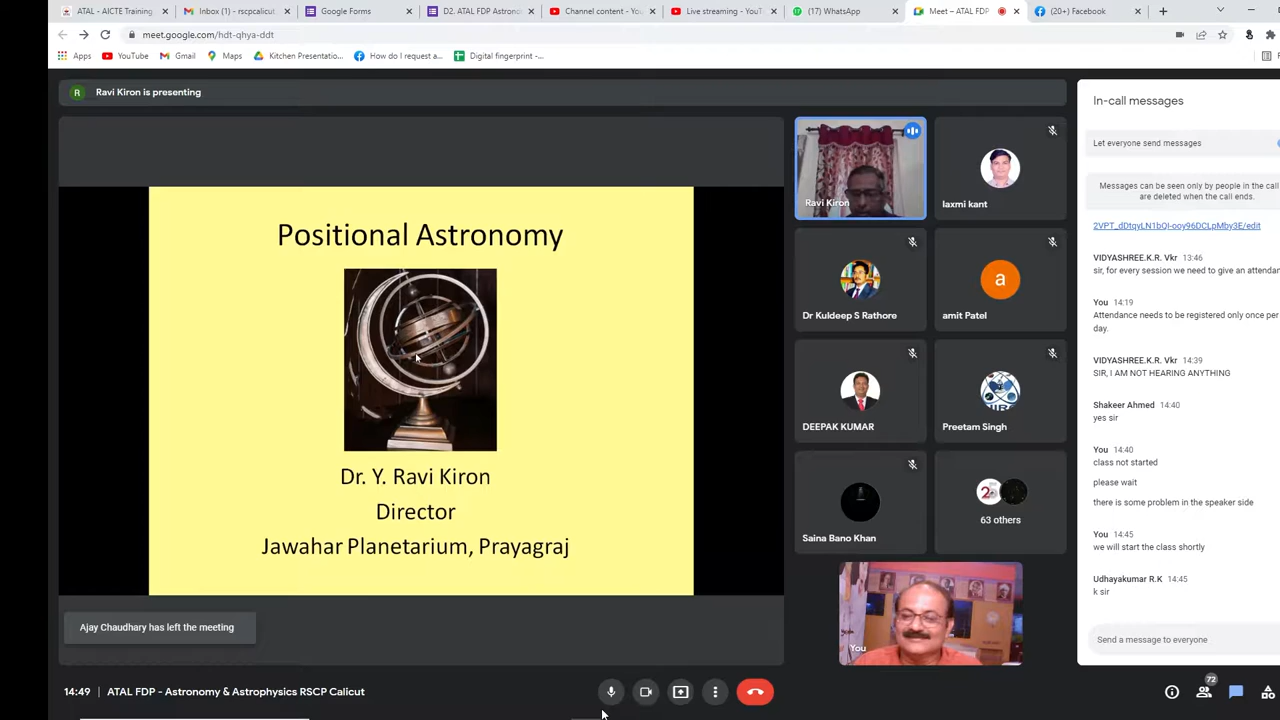 ATAL - AICTE Training
Inbox (1) - rscpcalicu
Google Forms
D2. ATAL FDP Astron
Channel content - Yo
Live streaming - YouT
(17) WhatsApp
Meet – ATAL FDP
(20+) Facebook
meet.google.com/hdt-qhya-ddt
Apps
YouTube
Gmail
Maps
Kitchen Presentatio...
How do I request a...
Digital fingerprint -...
R
Ravi Kiron is presenting
Positional Astronomy
Dr. Y. Ravi Kiron
Director
Jawahar Planetarium, Prayagraj
Ajay Chaudhary has left the meeting
Ravi Kiron
laxmi kant
Dr Kuldeep S Rathore
a
amit Patel
DEEPAK KUMAR
Preetam Singh
Saina Bano Khan
63 others
You
In-call messages
Let everyone send messages
Messages can be seen only by people in the call
are deleted when the call ends.
2VPT_dDtqyLN1bQI-ooy96DCLpMby3E/edit
VIDYASHREE.K.R. Vkr 13:46
sir, for every session we need to give an attendan
You 14:19
Attendance needs to be registered only once per
day.
VIDYASHREE.K.R. Vkr 14:39
SIR, I AM NOT HEARING ANYTHING
Shakeer Ahmed 14:40
yes sir
You 14:40
class not started
please wait
there is some problem in the speaker side
You 14:45
we will start the class shortly
Udhayakumar R.K 14:45
k sir
Send a message to everyone
14:49
ATAL FDP - Astronomy & Astrophysics RSCP Calicut
72